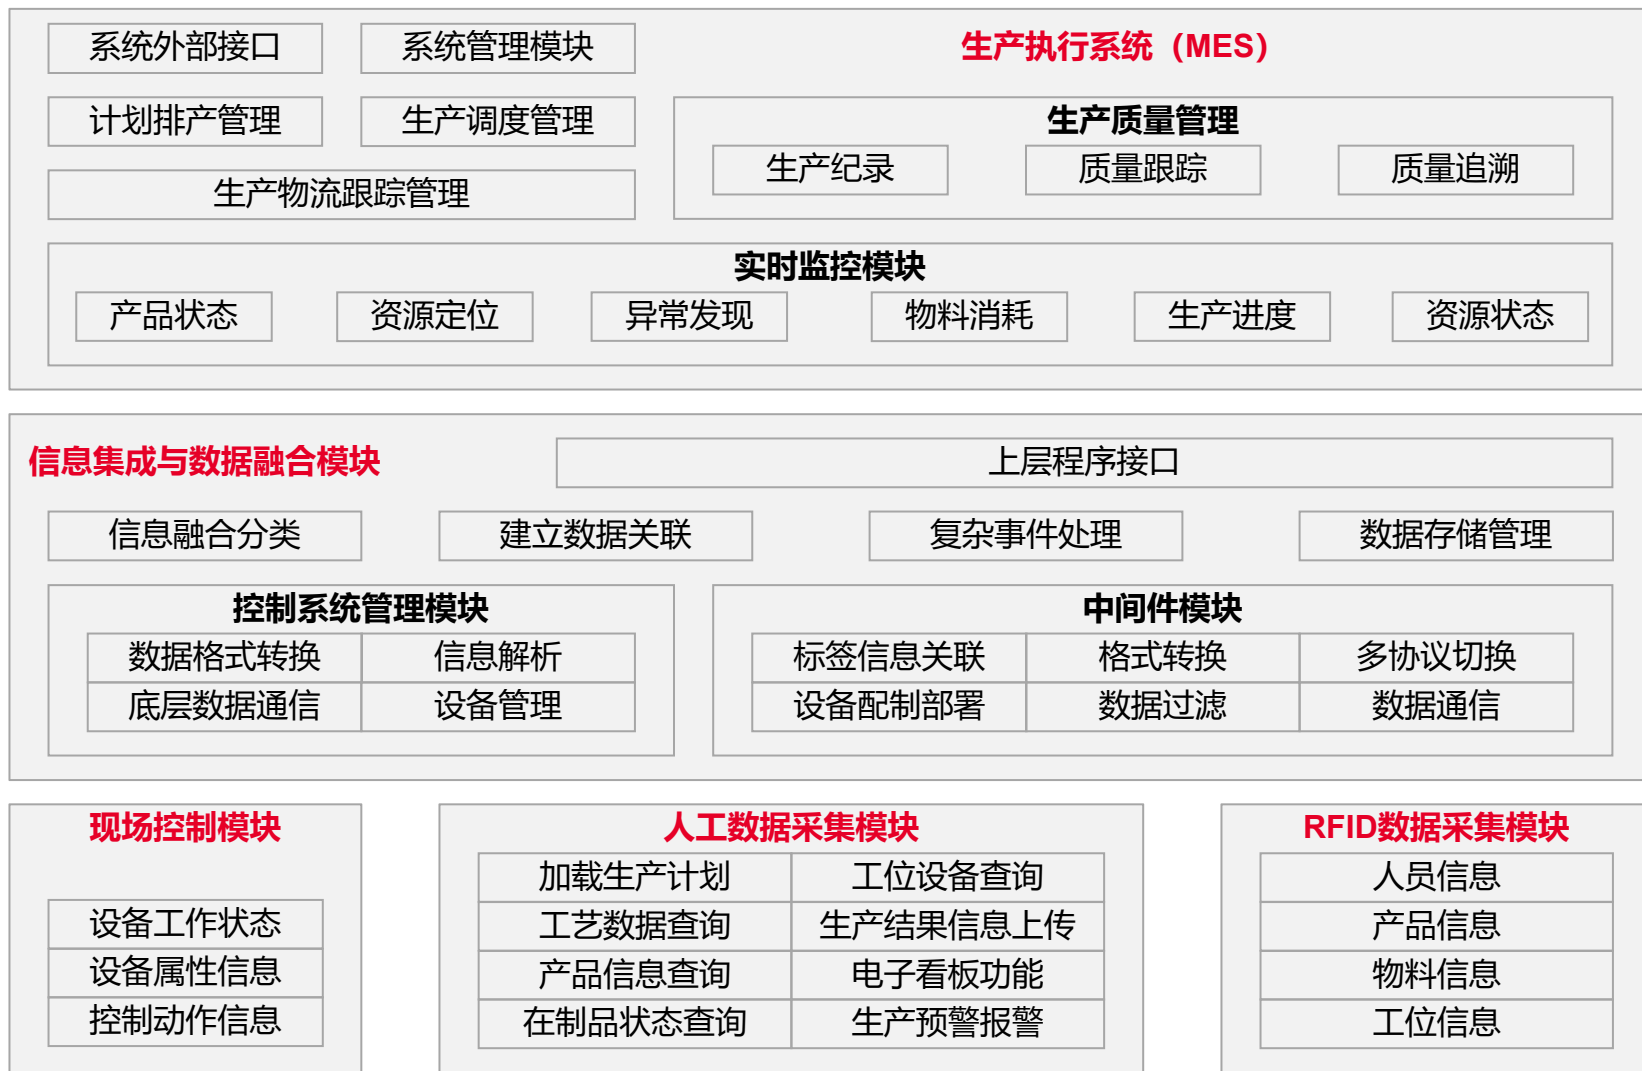 系统外部接口 系统管理模块 生产执行系统（MES）
计划排产管理 生产调度管理
生产质量管理
生产纪录 质量跟踪 质量追溯
生产物流跟踪管理
实时监控模块
产品状态 资源定位 异常发现 物料消耗 生产进度 资源状态
信息集成与数据融合模块 上层程序接口
信息融合分类 建立数据关联 复杂事件处理 数据存储管理
控制系统管理模块
数据格式转换 信息解析
底层数据通信 设备管理
中间件模块
标签信息关联 格式转换 多协议切换
设备配制部署 数据过滤 数据通信
现场控制模块
设备工作状态
设备属性信息
控制动作信息
人工数据采集模块
加载生产计划 工位设备查询
工艺数据查询 生产结果信息上传
产品信息查询 电子看板功能
在制品状态查询 生产预警报警
RFID数据采集模块
人员信息
产品信息
物料信息
工位信息